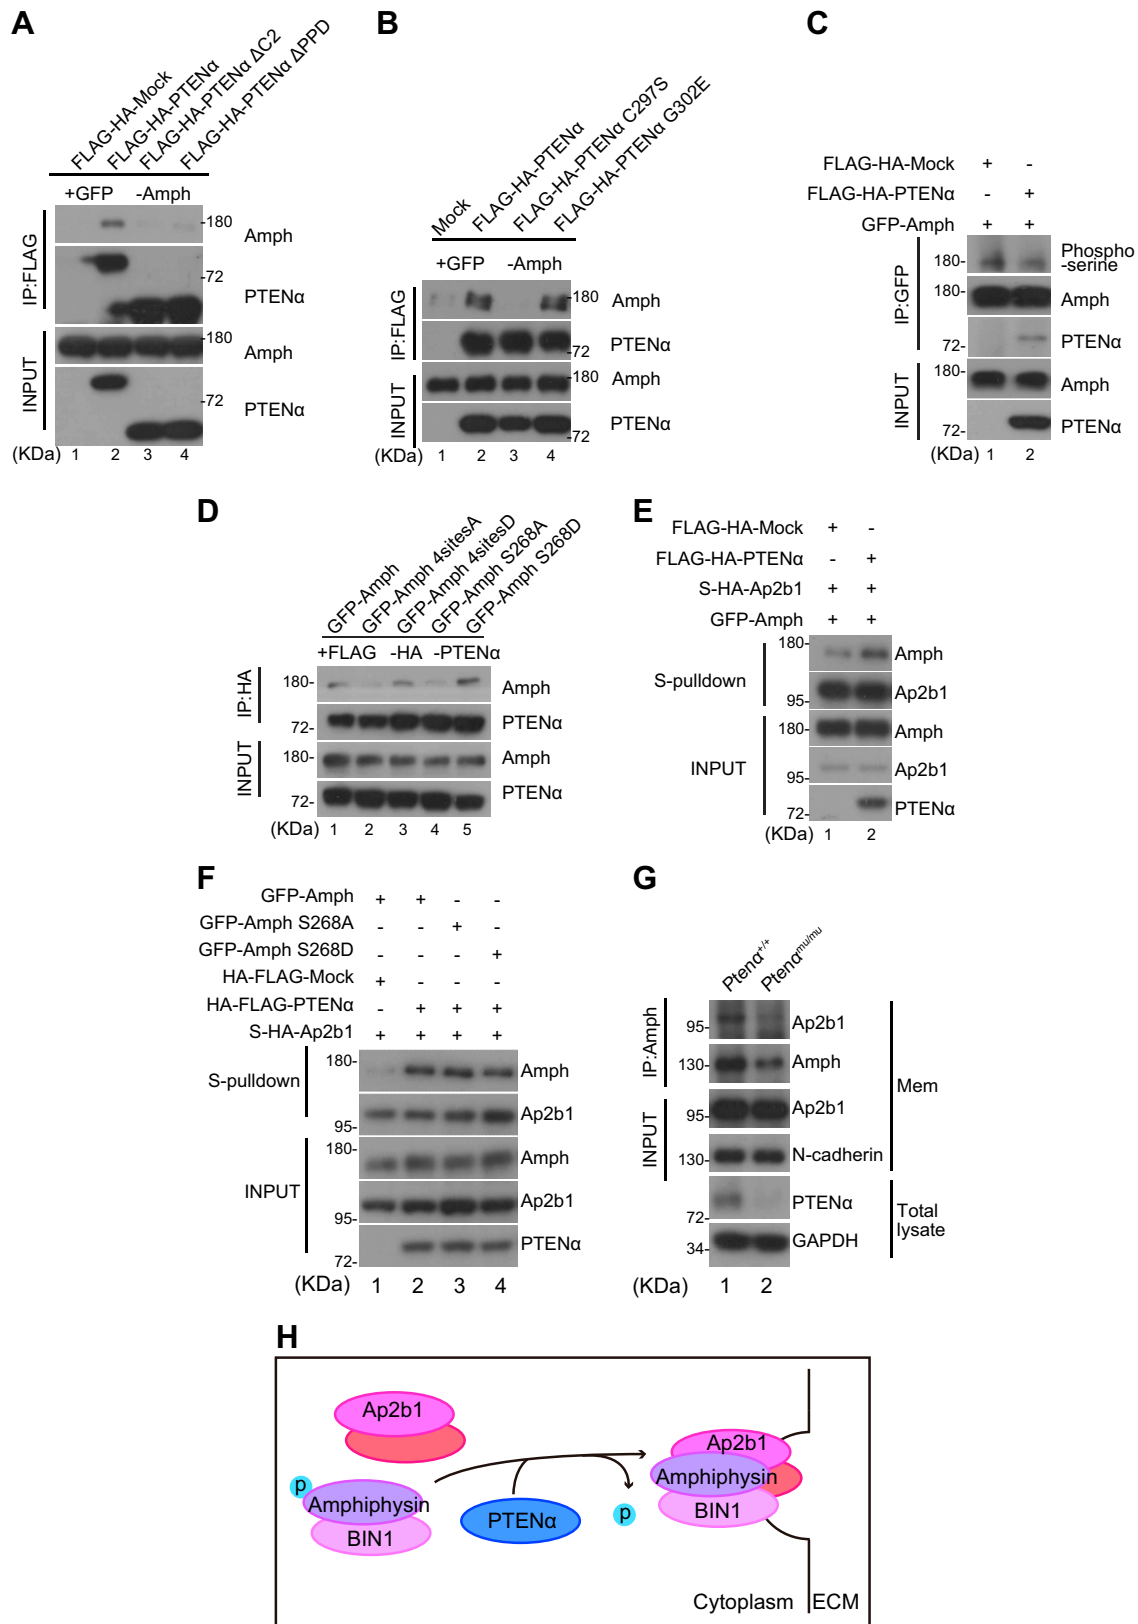 A
FLAG-HA-Mock
FLAG-HA-PTENα
FLAG-HA-PTENα ΔC2
FLAG-HA-PTENα ΔPPD
+GFP -Amph
IP:FLAG
-180
Amph
-72
PTENα
INPUT
-180
Amph
-72
PTENα
(KDa) 1 2 3 4
B
Mock
FLAG-HA-PTENα
FLAG-HA-PTENα C297S
FLAG-HA-PTENα G302E
+GFP -Amph
IP:FLAG
-180 Amph
-72 PTENα
INPUT
-180 Amph
-72 PTENα
(KDa) 1 2 3 4
C
FLAG-HA-Mock + -
FLAG-HA-PTENα - +
GFP-Amph + +
IP:GFP
180- Phospho
-serine
180- Amph
72- PTENα
INPUT
180- Amph
72- PTENα
(KDa) 1 2
D
GFP-Amph
GFP-Amph 4sitesA
GFP-Amph 4sitesD
GFP-Amph S268A
GFP-Amph S268D
+FLAG -HA -PTENα
IP:HA
180- Amph
72- PTENα
INPUT
180- Amph
72- PTENα
(KDa) 1 2 3 4 5
E
FLAG-HA-Mock + -
FLAG-HA-PTENα - +
S-HA-Ap2b1 + +
GFP-Amph + +
S-pulldown
180- Amph
95- Ap2b1
INPUT
180- Amph
95- Ap2b1
72- PTENα
(KDa) 1 2
F
GFP-Amph + + - -
GFP-Amph S268A - - + -
GFP-Amph S268D - - - +
HA-FLAG-Mock + - - -
HA-FLAG-PTENα - + + +
S-HA-Ap2b1 + + + +
S-pulldown
180- Amph
95- Ap2b1
INPUT
180- Amph
95- Ap2b1
72- PTENα
(KDa) 1 2 3 4
G
Ptenα+/+
Ptenαmu/mu
IP:Amph
95- Ap2b1
130- Amph
INPUT
95- Ap2b1
130- N-cadherin
Mem
72- PTENα
34- GAPDH
Total
lysate
(KDa) 1 2
H
Ap2b1
p
Amphiphysin
BIN1
PTENα
p
Ap2b1
Amphiphysin
BIN1
Cytoplasm ECM